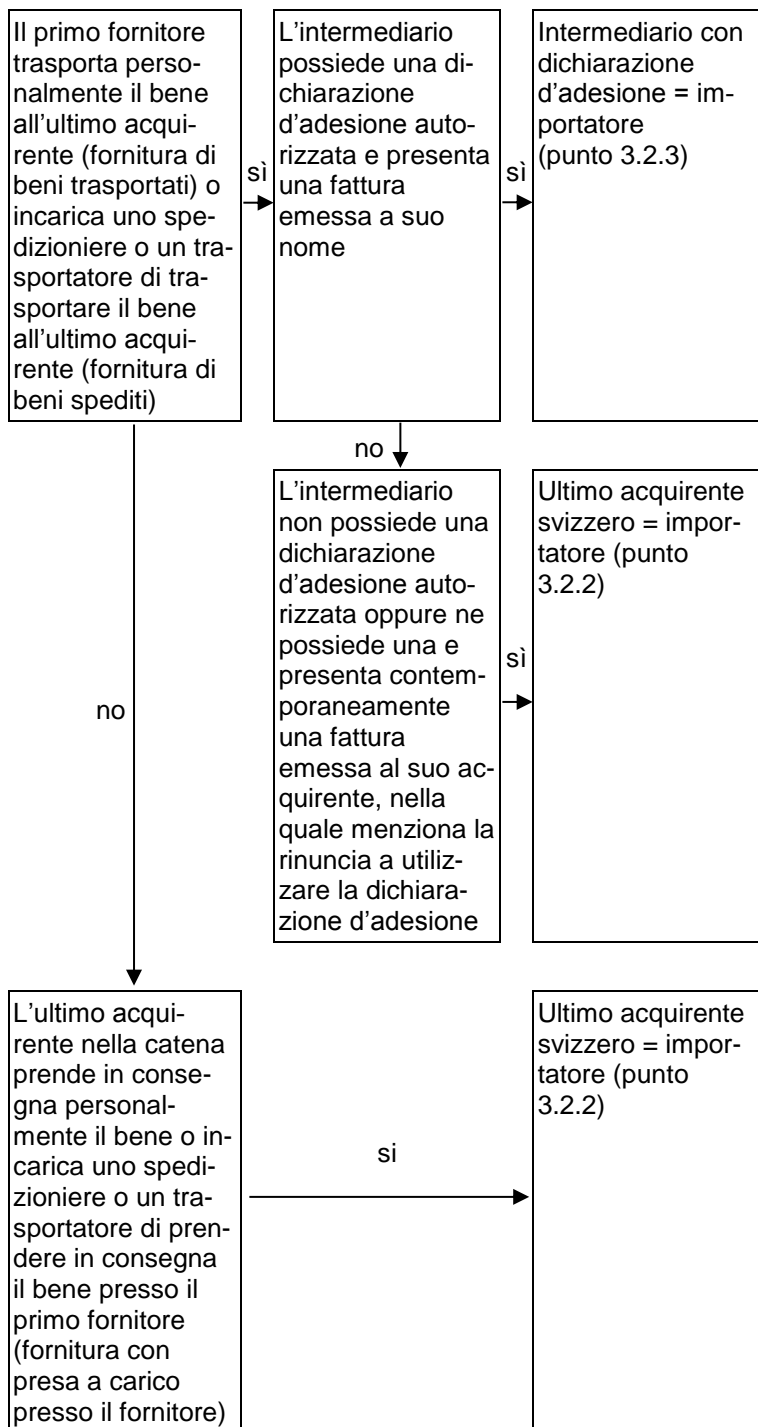 Il primo fornitore
trasporta perso-
nalmente il bene
all’ultimo acqui-
rente (fornitura di
beni trasportati) o
incarica uno spe-
dizioniere o un tra-
sportatore di tra-
sportare il bene
all’ultimo acqui-
rente (fornitura di
beni spediti)
sì
L’intermediario
possiede una di-
chiarazione
d’adesione auto-
rizzata e presenta
una fattura
emessa a suo
nome
sì
Intermediario con
dichiarazione
d’adesione = im-
portatore
(punto 3.2.3)
no
L’intermediario
non possiede una
dichiarazione
d’adesione auto-
rizzata oppure ne
possiede una e
presenta contem-
poraneamente
una fattura
emessa al suo ac-
quirente, nella
quale menziona la
rinuncia a utiliz-
zare la dichiara-
zione d’adesione
sì
Ultimo acquirente
svizzero = impor-
tatore (punto
3.2.2)
no
L’ultimo acqui-
rente nella catena
prende in conse-
gna personal-
mente il bene o in-
carica uno spedi-
zioniere o un tra-
sportatore di pren-
dere in consegna
il bene presso il
primo fornitore
(fornitura con
presa a carico
presso il fornitore)
si
Ultimo acquirente
svizzero = impor-
tatore (punto
3.2.2)